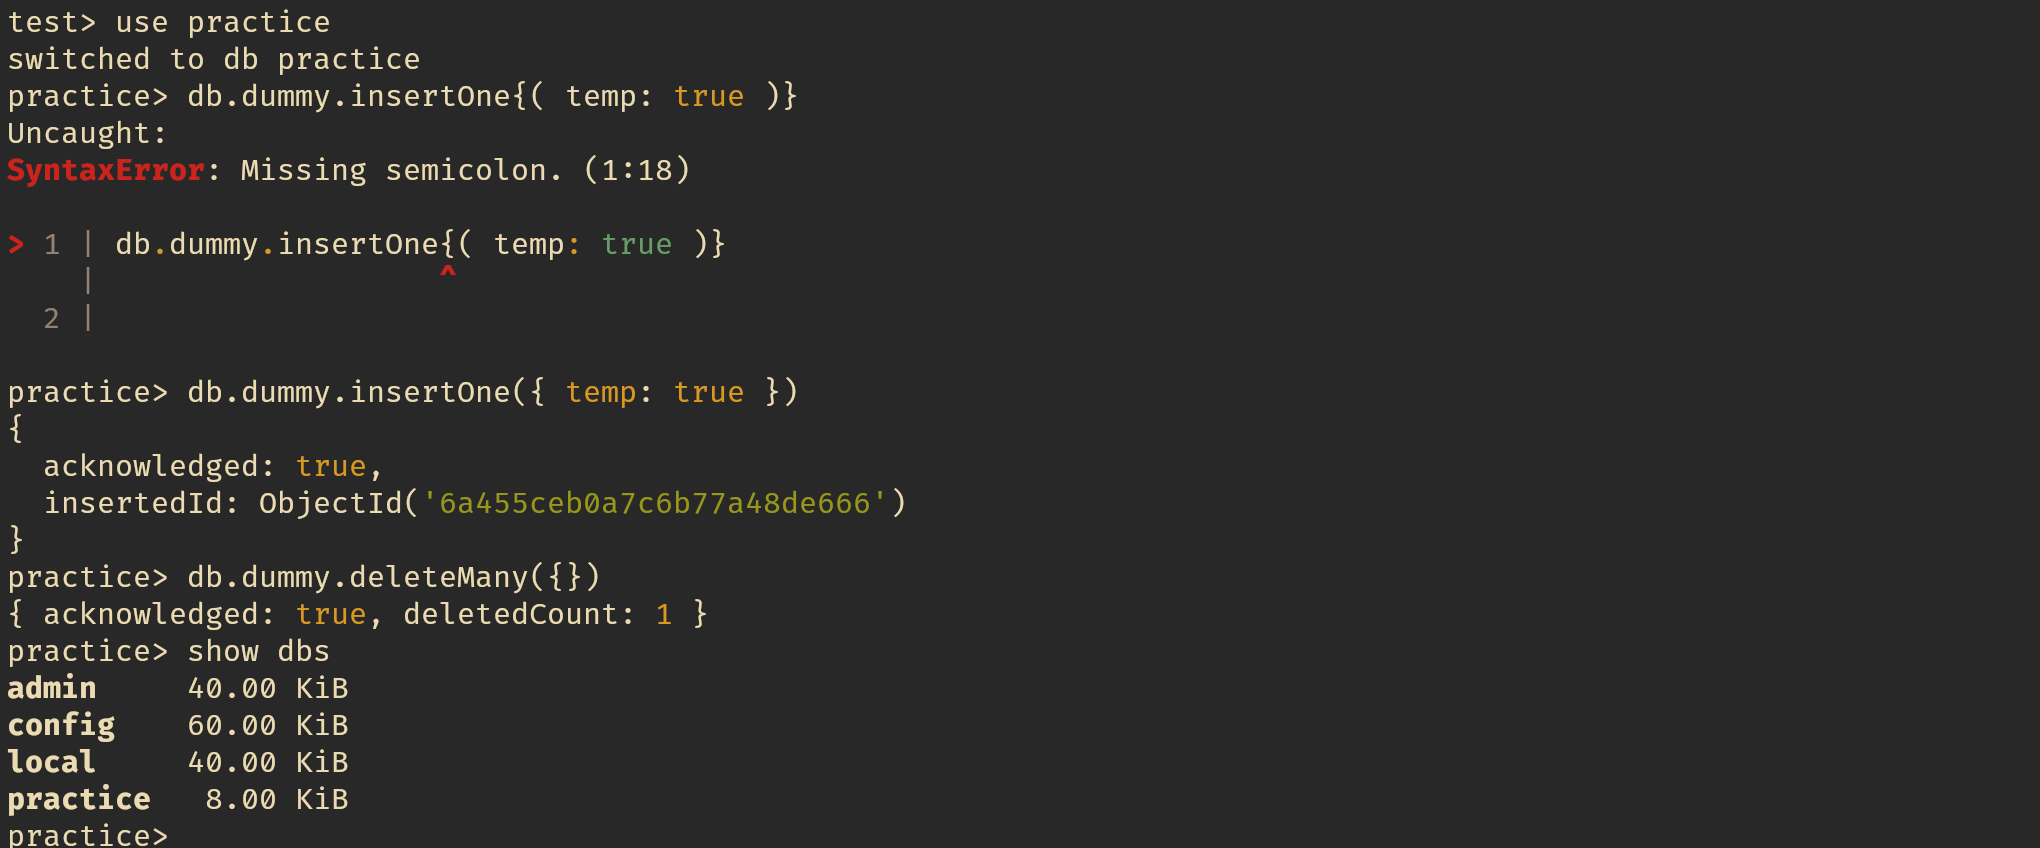 test> use practice
switched to db practice
practice> db.dummy.insertOne{( temp: true )}
Uncaught:
SyntaxError: Missing semicolon. (1:18)
> 1 | db.dummy.insertOne{( temp: true )}
    |                   ^
  2 |
practice> db.dummy.insertOne({ temp: true })
{
  acknowledged: true,
  insertedId: ObjectId('6a455ceb0a7c6b77a48de666')
}
practice> db.dummy.deleteMany({})
{ acknowledged: true, deletedCount: 1 }
practice> show dbs
admin     40.00 KiB
config    60.00 KiB
local     40.00 KiB
practice   8.00 KiB
practice>